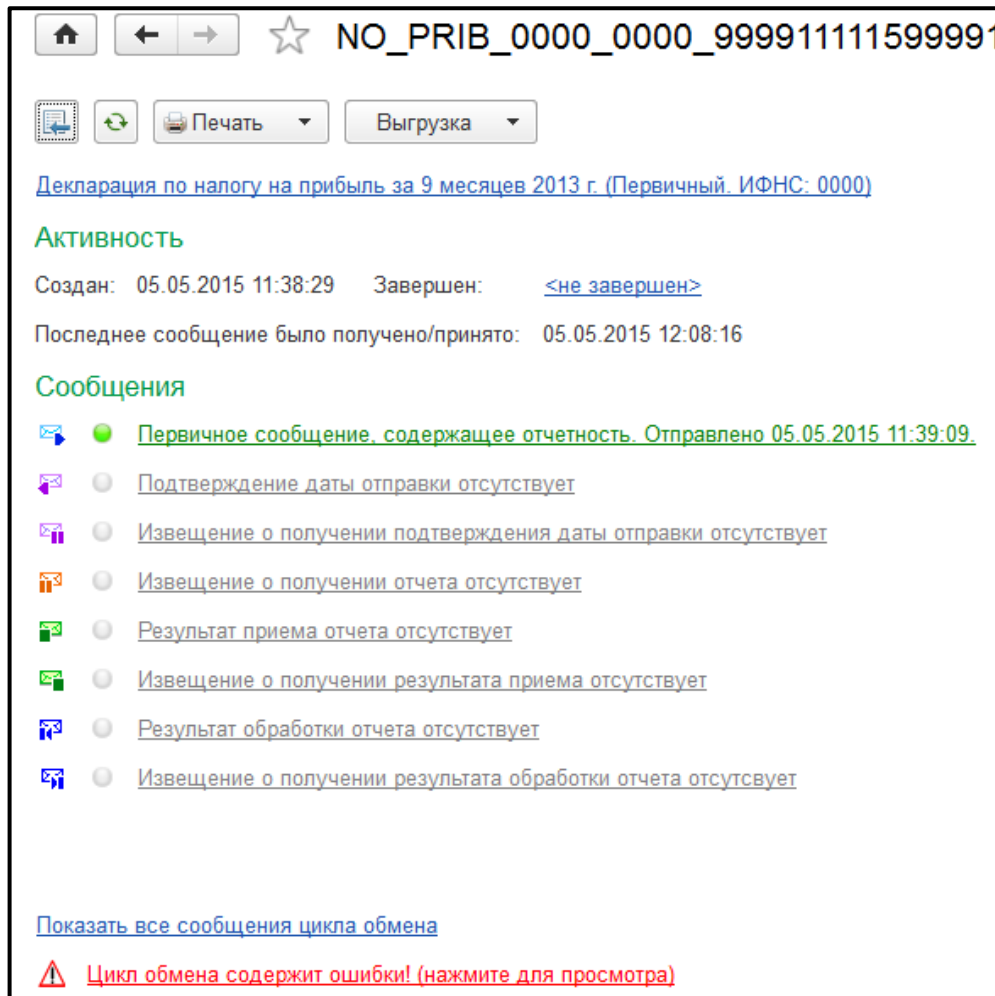 NO_PRIB_0000_0000_999911111599991
Печать Выгрузка
Декларация по налогу на прибыль за 9 месяцев 2013 г. (Первичный. ИФНС: 0000)
Активность
Создан: 05.05.2015 11:38:29 Завершен: <не завершен>
Последнее сообщение было получено/принято: 05.05.2015 12:08:16
Сообщения
Первичное сообщение, содержащее отчетность. Отправлено 05.05.2015 11:39:09.
Подтверждение даты отправки отсутствует
Извещение о получении подтверждения даты отправки отсутствует
Извещение о получении отчета отсутствует
Результат приема отчета отсутствует
Извещение о получении результата приема отсутствует
Результат обработки отчета отсутствует
Извещение о получении результата обработки отчета отсутсвует
Показать все сообщения цикла обмена
Цикл обмена содержит ошибки! (нажмите для просмотра)